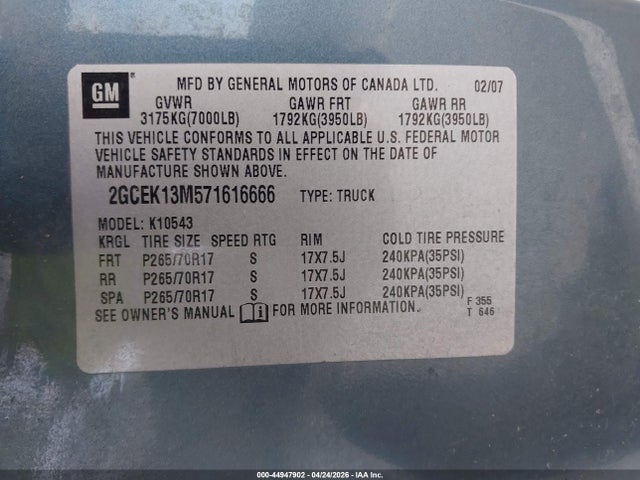 GM ®
MFD BY GENERAL MOTORS OF CANADA LTD. 02/07
GVWR GAWR FRT GAWR RR
3175KG(7000LB) 1792KG(3950LB) 1792KG(3950LB)
THIS VEHICLE CONFORMS TO ALL APPLICABLE U.S. FEDERAL MOTOR
VEHICLE SAFETY STANDARDS IN EFFECT ON THE DATE OF
MANUFACTURE SHOWN ABOVE.
2GCEK13M571616666 TYPE: TRUCK
MODEL: K10543
KRGL TIRE SIZE SPEED RTG RIM COLD TIRE PRESSURE
FRT P265/70R17 S 17X7.5J 240KPA(35PSI)
RR P265/70R17 S 17X7.5J 240KPA(35PSI)
SPA P265/70R17 S 17X7.5J 240KPA(35PSI)
SEE OWNER'S MANUAL FOR MORE INFORMATION.
F 355
T 646
000-44947902 - 04/24/2026 - IAA Inc.